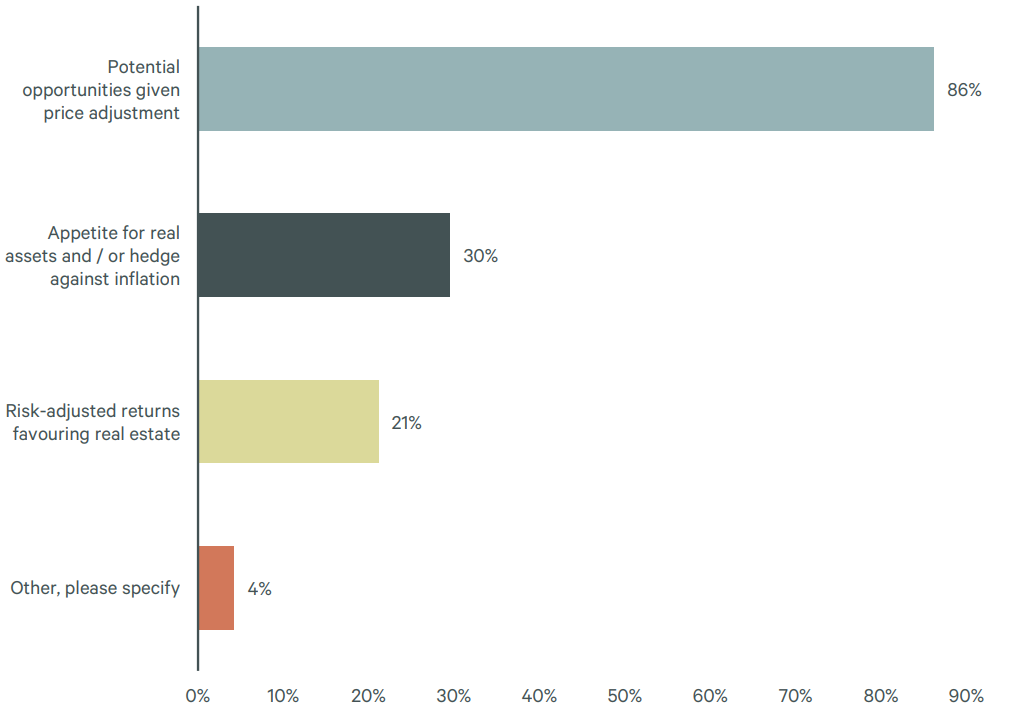 Potential
opportunities given
price adjustment
86%
Appetite for real
assets and / or hedge
against inflation
30%
Risk-adjusted returns
favouring real estate
21%
Other, please specify
4%
0% 10% 20% 30% 40% 50% 60% 70% 80% 90%